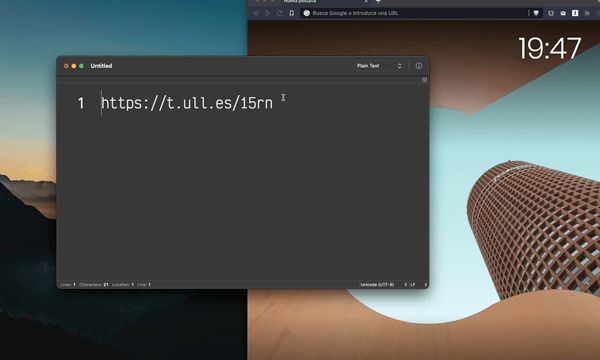 Nueva pestaña
Busca Google o introduce una URL
19:47
Untitled
Plain Text
1 https://t.ull.es/15rn
Lines: 1 Characters: 21 Location: 1 Line: 1
Unicode (UTF-8) LF